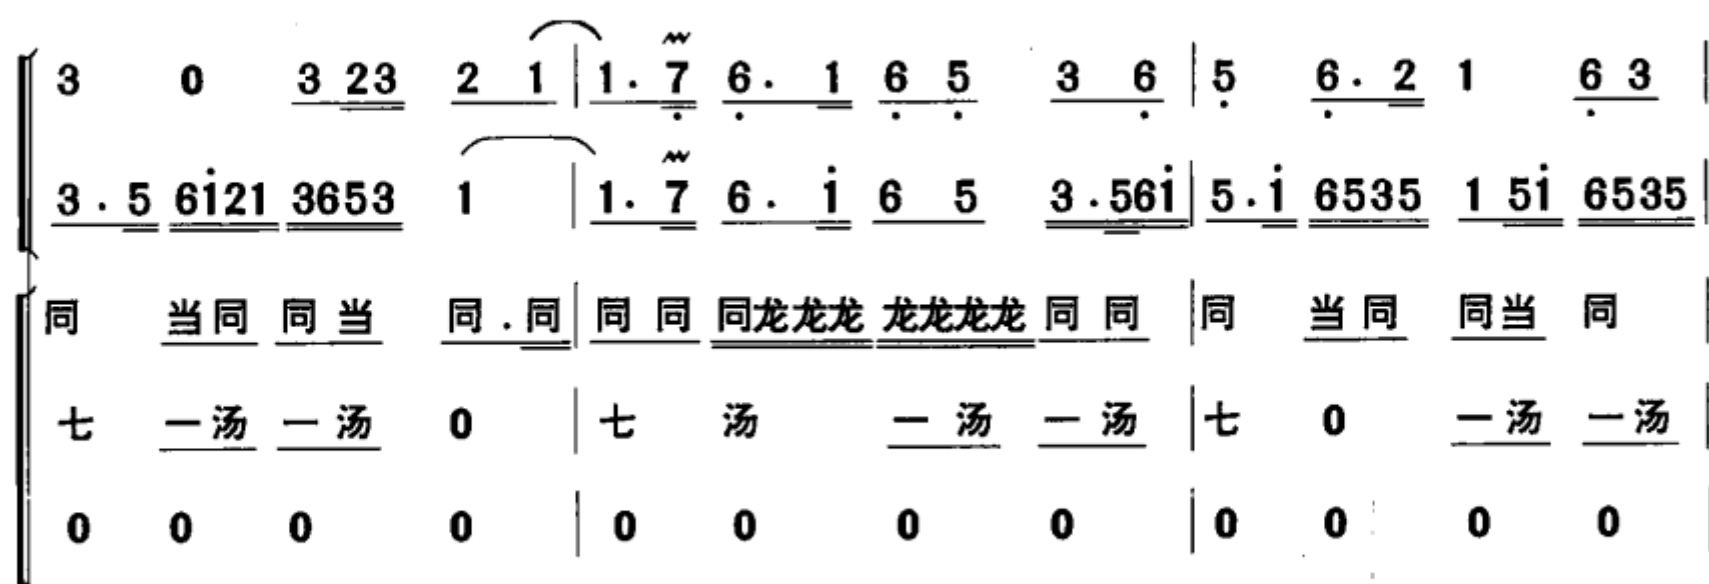 3 0 3 23 2 1 | 1. 7 6. 1 6 5 3 6 | 5 6. 2 1 6 3 |
3. 5 6i21 3653 1 | 1. 7 6. i 6 5 3.56i | 5.i 6535 1 5i 6535 |
同 当同 同当 同.同 | 同同 同龙龙龙 龙龙龙龙 同同 | 同 当同 同当 同 |
七 一汤 一汤 0 | 七 汤 一汤 一汤 | 七 0 一汤 一汤 |
0 0 0 0 | 0 0 0 0 | 0 0 0 0 |